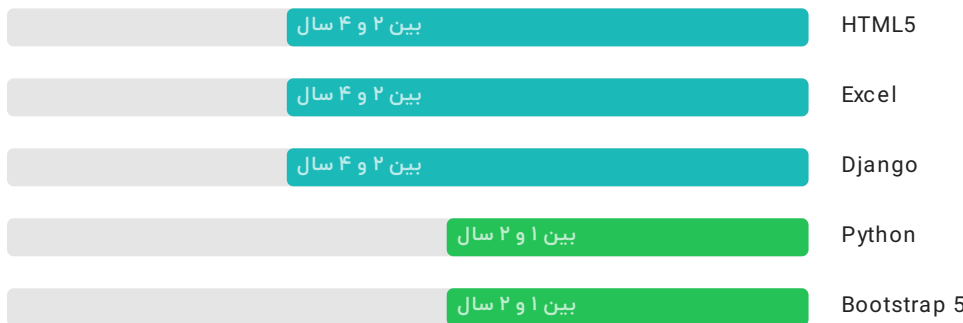 HTML5 بین ۲ و ۴ سال
Excel بین ۲ و ۴ سال
Django بین ۲ و ۴ سال
Python بین ۱ و ۲ سال
Bootstrap 5 بین ۱ و ۲ سال